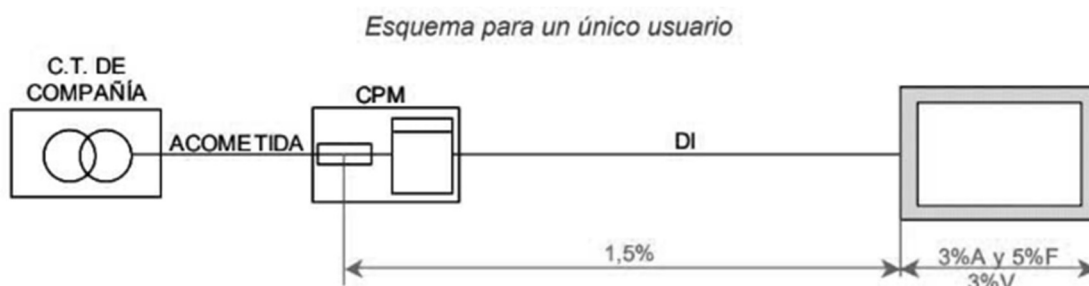 Esquema para un único usuario
C.T. DE
COMPAÑÍA
CPM
ACOMETIDA
DI
1,5%
3%A y 5%F
3%V